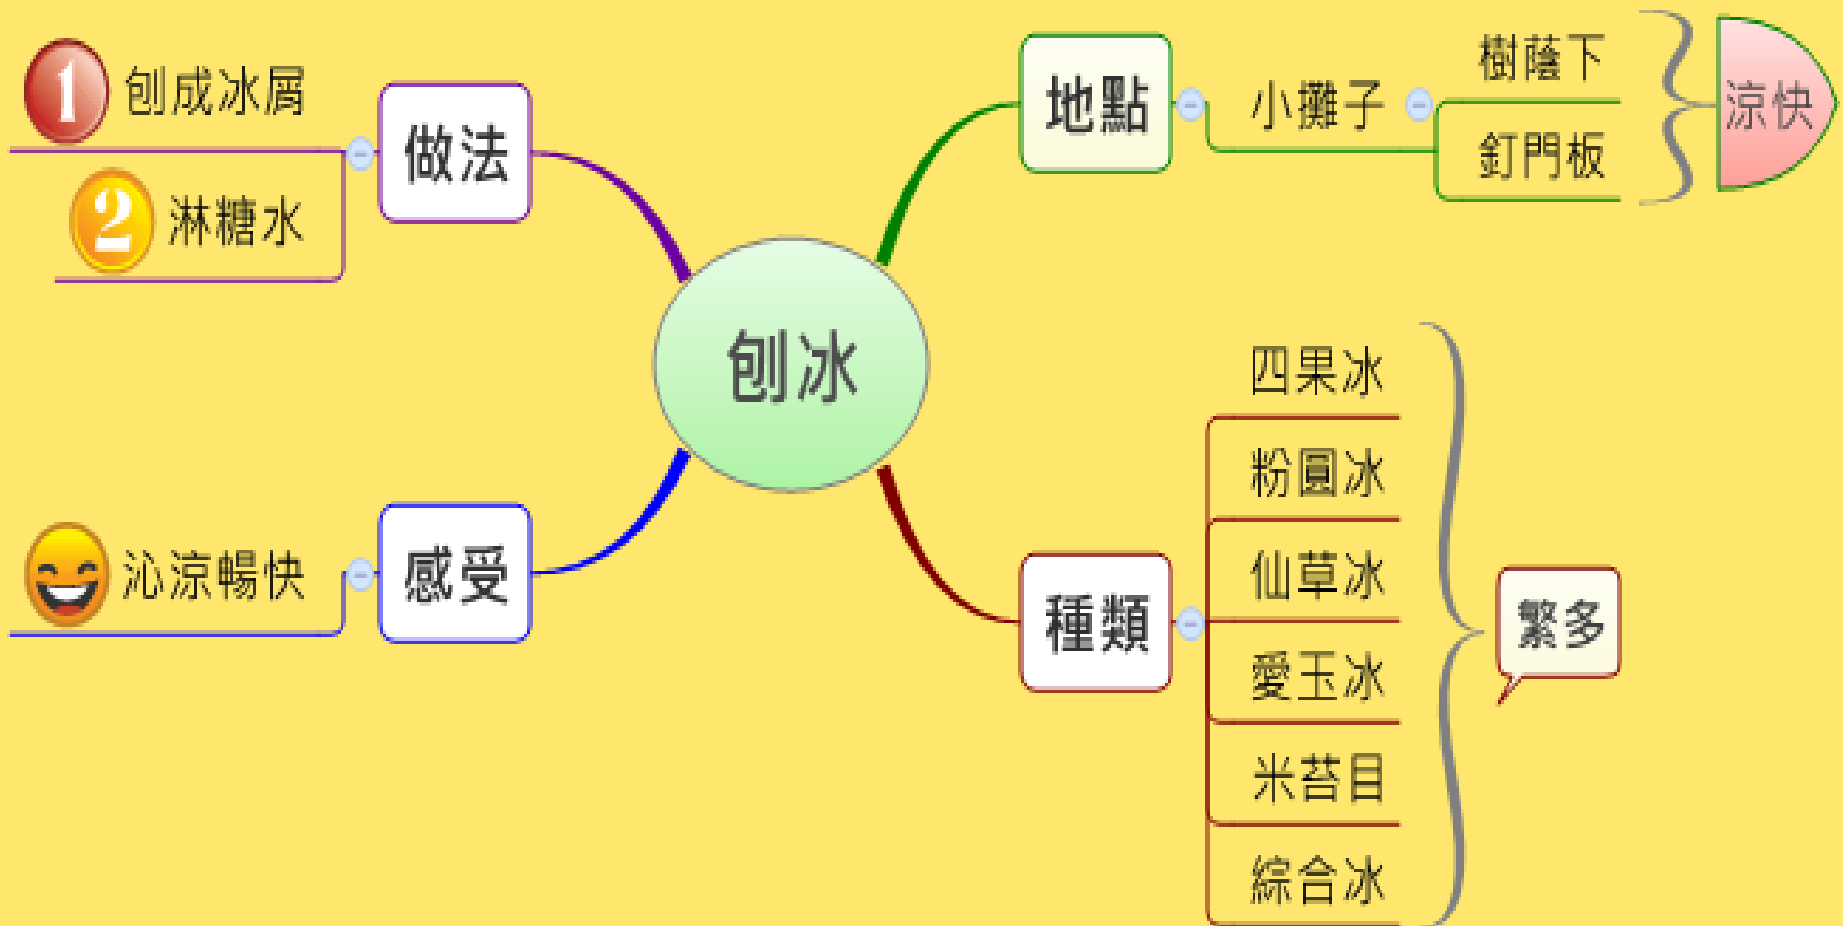 刨冰
做法
1 刨成冰屑
2 淋糖水
感受
沁涼暢快
地點
小攤子
樹蔭下
釘門板
涼快
種類
四果冰
粉圓冰
仙草冰
愛玉冰
米苔目
綜合冰
繁多